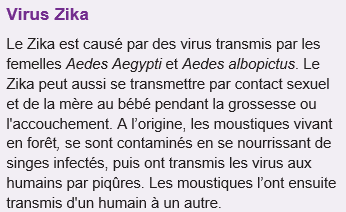 Virus Zika
Le Zika est causé par des virus transmis par les
femelles Aedes Aegypti et Aedes albopictus. Le
Zika peut aussi se transmettre par contact sexuel
et de la mère au bébé pendant la grossesse ou
l'accouchement. A l’origine, les moustiques vivant
en forêt, se sont contaminés en se nourrissant de
singes infectés, puis ont transmis les virus aux
humains par piqûres. Les moustiques l’ont ensuite
transmis d'un humain à un autre.